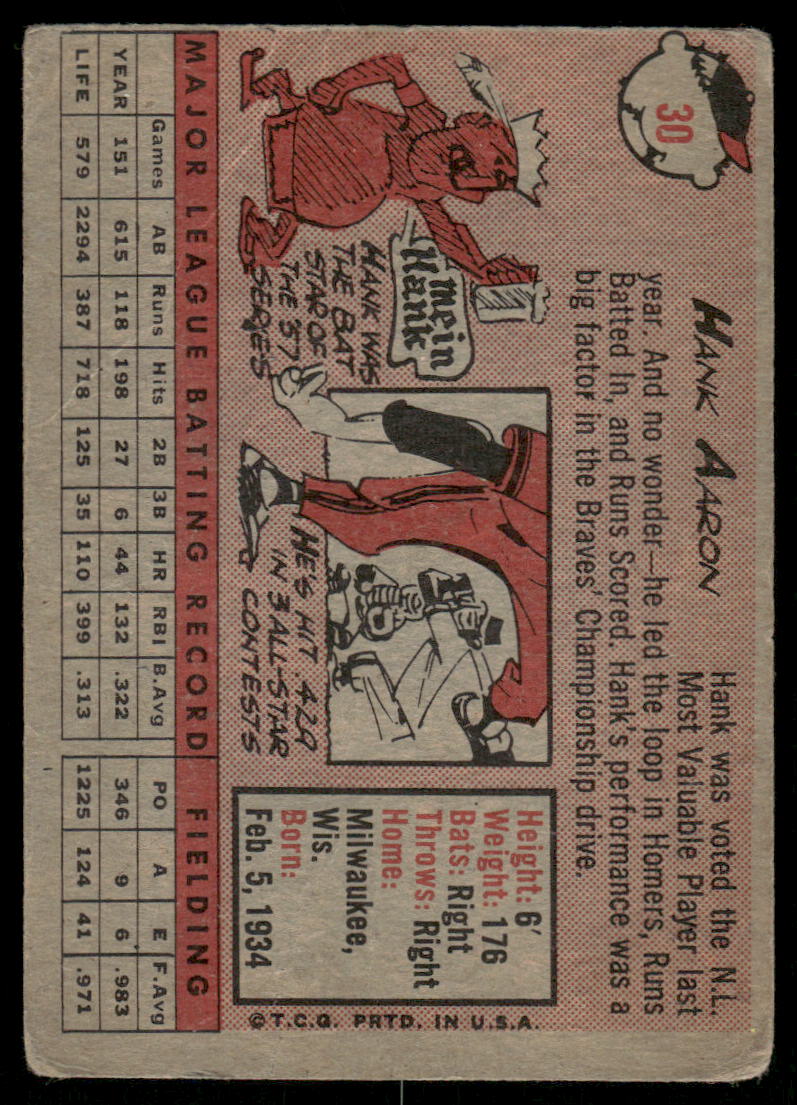 30
HANK AARON
Hank was voted the N.L.
Most Valuable Player last
year. And no wonder—he led the loop in Homers, Runs
Batted In, and Runs Scored. Hank's performance was a
big factor in the Braves' Championship drive.
mein
Hank
HANK WAS
THE BAT
STAR OF
THE '57
SERIES
HE'S HIT .429
IN 3 ALL-STAR
CONTESTS
Height: 6'
Weight: 176
Bats: Right
Throws: Right
Home:
Milwaukee,
Wis.
Born:
Feb. 5, 1934
©T.C.G. PRTD. IN U.S.A.
MAJOR LEAGUE BATTING RECORD FIELDING
Games AB Runs Hits 2B 3B HR RBI B.Avg PO A E F.Avg
YEAR 151 615 118 198 27 6 44 132 .322 346 9 6 .983
LIFE 579 2294 387 718 125 35 110 399 .313 1225 124 41 .971